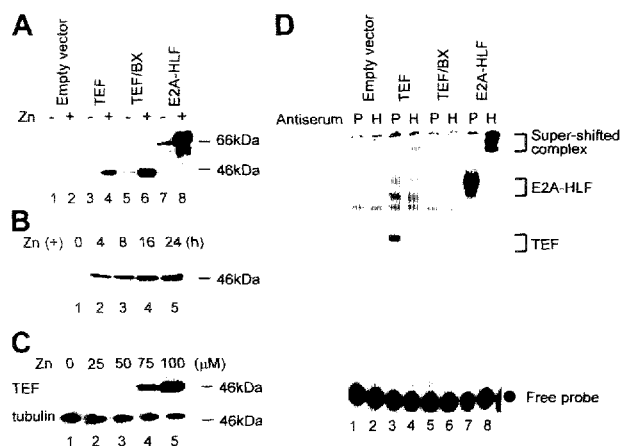 A
Empty vector
TEF
TEF/BX
E2A-HLF
Zn - + - + - + - +
66kDa
46kDa
1 2 3 4 5 6 7 8
B
Zn (+) 0 4 8 16 24 (h)
46kDa
1 2 3 4 5
C
Zn 0 25 50 75 100 (μM)
TEF 46kDa
tubulin 46kDa
1 2 3 4 5
D
Empty vector
TEF
TEF/BX
E2A-HLF
Antiserum P H P H P H P H
Super-shifted
complex
E2A-HLF
TEF
Free probe
1 2 3 4 5 6 7 8